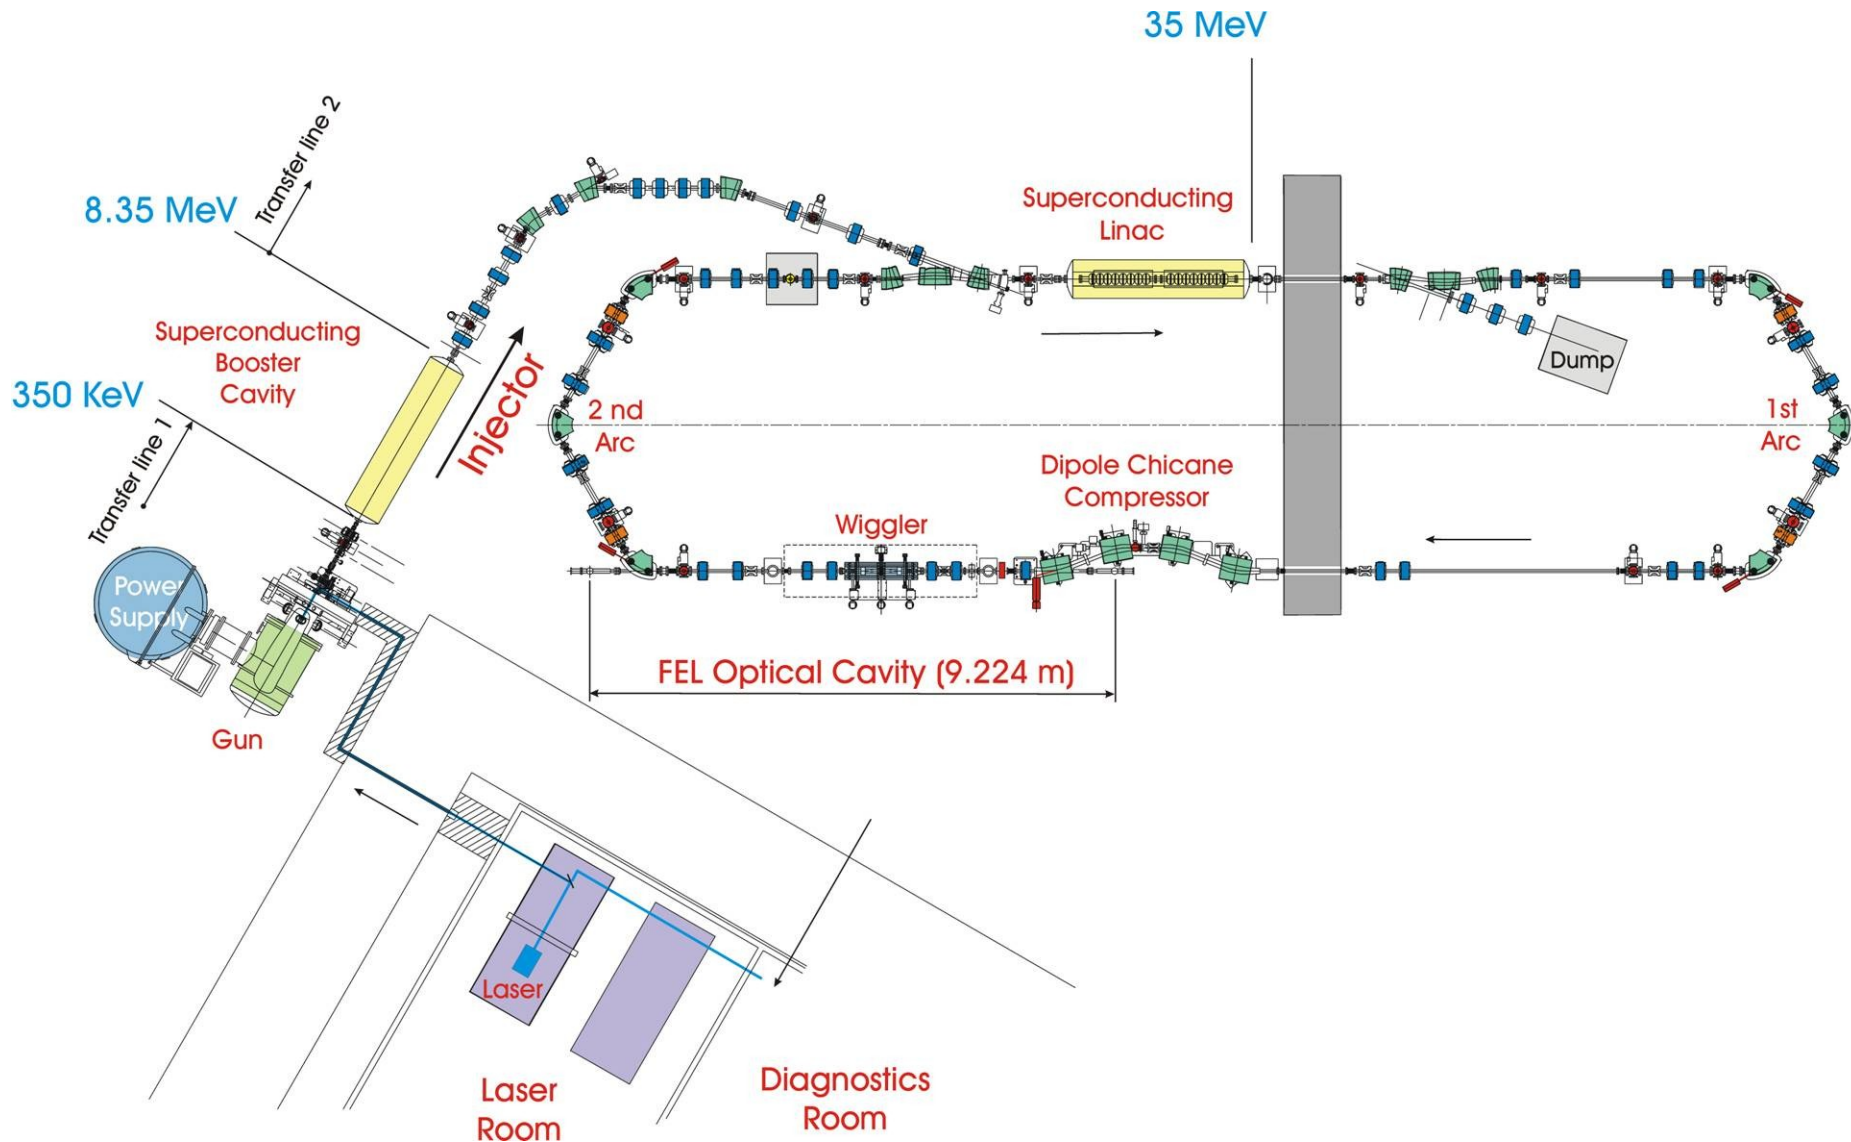 35 MeV
Transfer line 2
8.35 MeV
Superconducting
Linac
Superconducting
Booster
Cavity
350 KeV
Transfer line 1
Injector
Dump
2 nd
Arc
1st
Arc
Dipole Chicane
Compressor
Wiggler
Power
Supply
FEL Optical Cavity (9.224 m)
Gun
Laser
Laser
Room
Diagnostics
Room